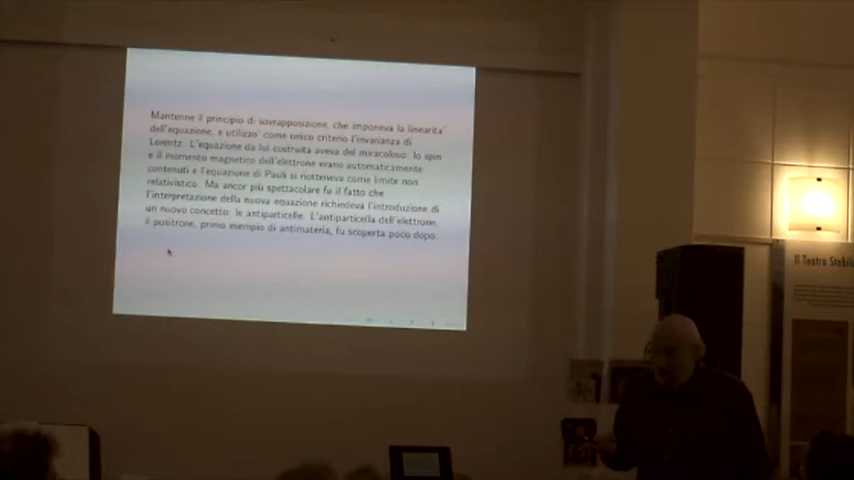 Mantenne il principio di sovrapposizione, che imponeva la linearita'
dell'equazione, e utilizzo' come unico criterio l'invarianza di
Lorentz. L'equazione da lui costruita aveva del miracoloso: lo spin
e il momento magnetico dell'elettrone erano automaticamente
contenuti e l'equazione di Pauli si riotteneva come limite non
relativistico. Ma ancor più spettacolare fu il fatto che
l'interpretazione della nuova equazione richiedeva l'introduzione di
un nuovo concetto: le antiparticelle. L'antiparticella dell'elettrone,
il positrone, primo esempio di antimateria, fu scoperta poco dopo.
Il Teatro Stabile